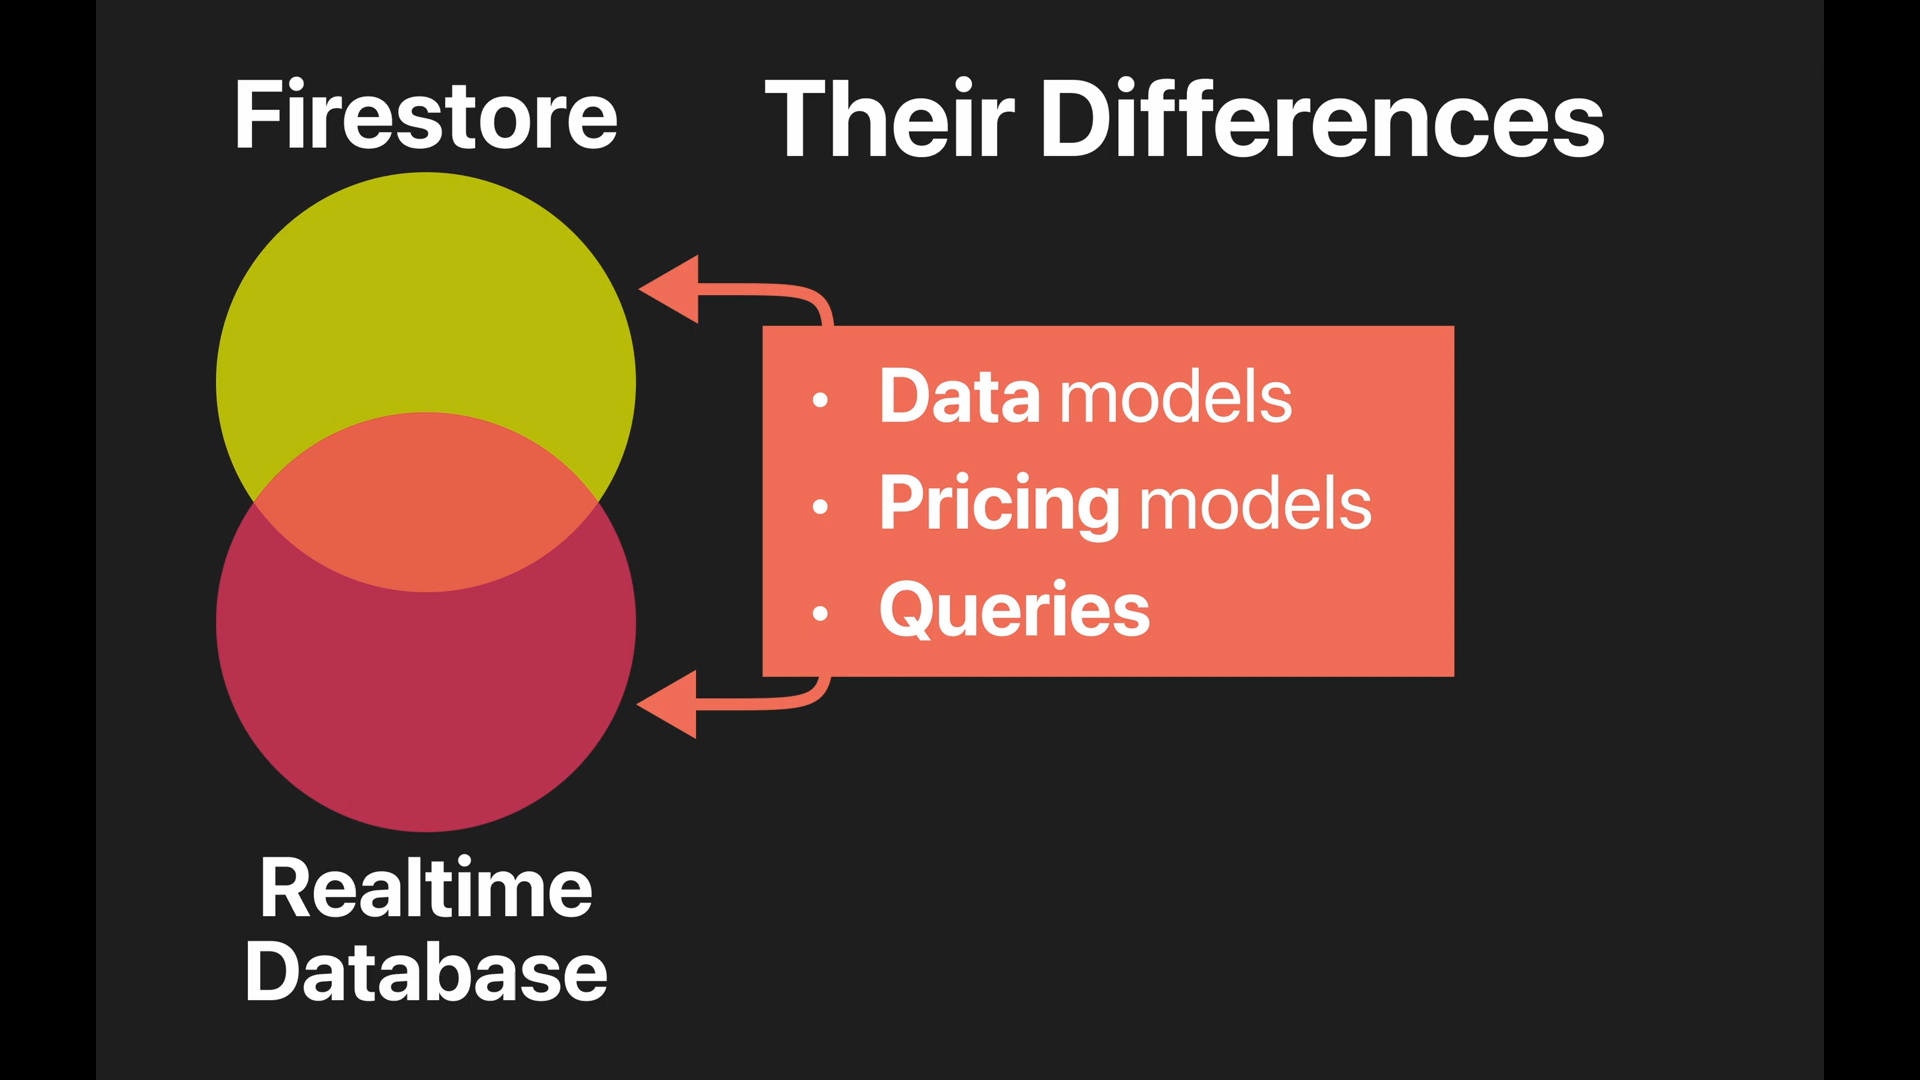 Firestore
Their Differences
• Data models
• Pricing models
• Queries
Realtime
Database